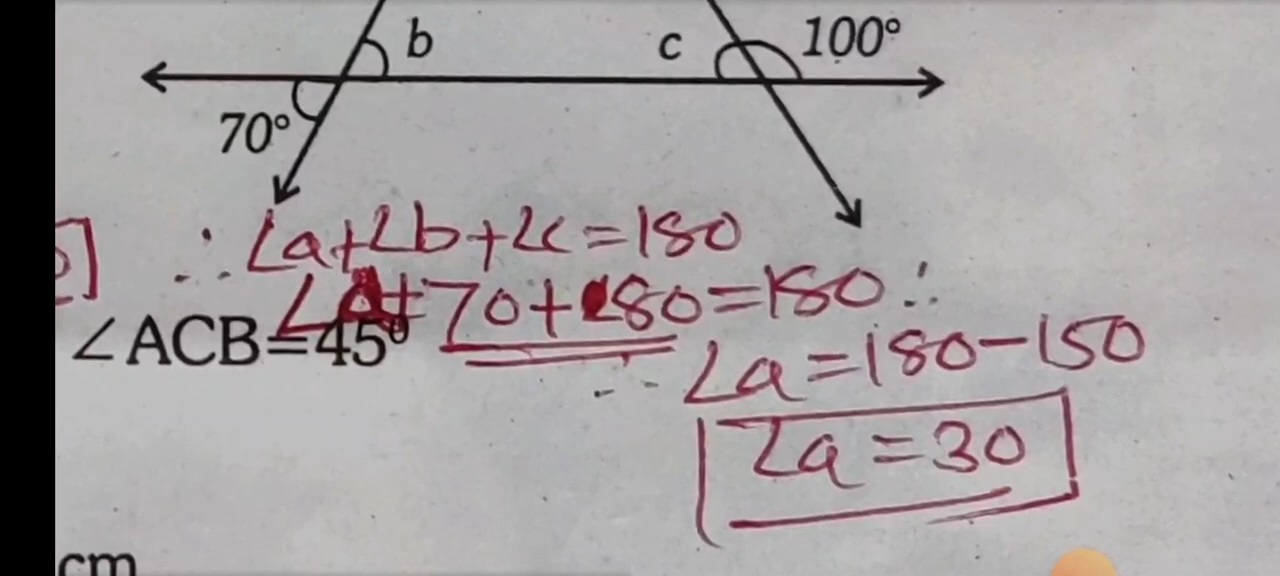 b
c
100°
70°
∴ ∠a+∠b+∠c=180
∠a+70+80=180 ∴
∠ACB=45°
∴ ∠a=180-150
∠a=30
cm